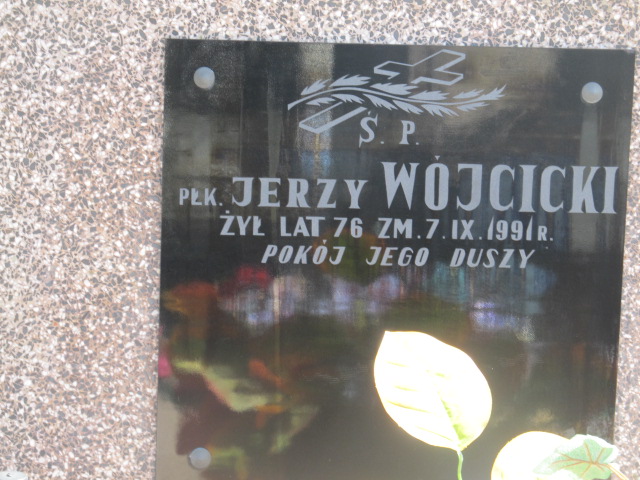 Ś. P.
PŁK. JERZY WÓJCICKI
ŻYŁ LAT 76 ZM. 7. IX. 1991 R.
POKÓJ JEGO DUSZY